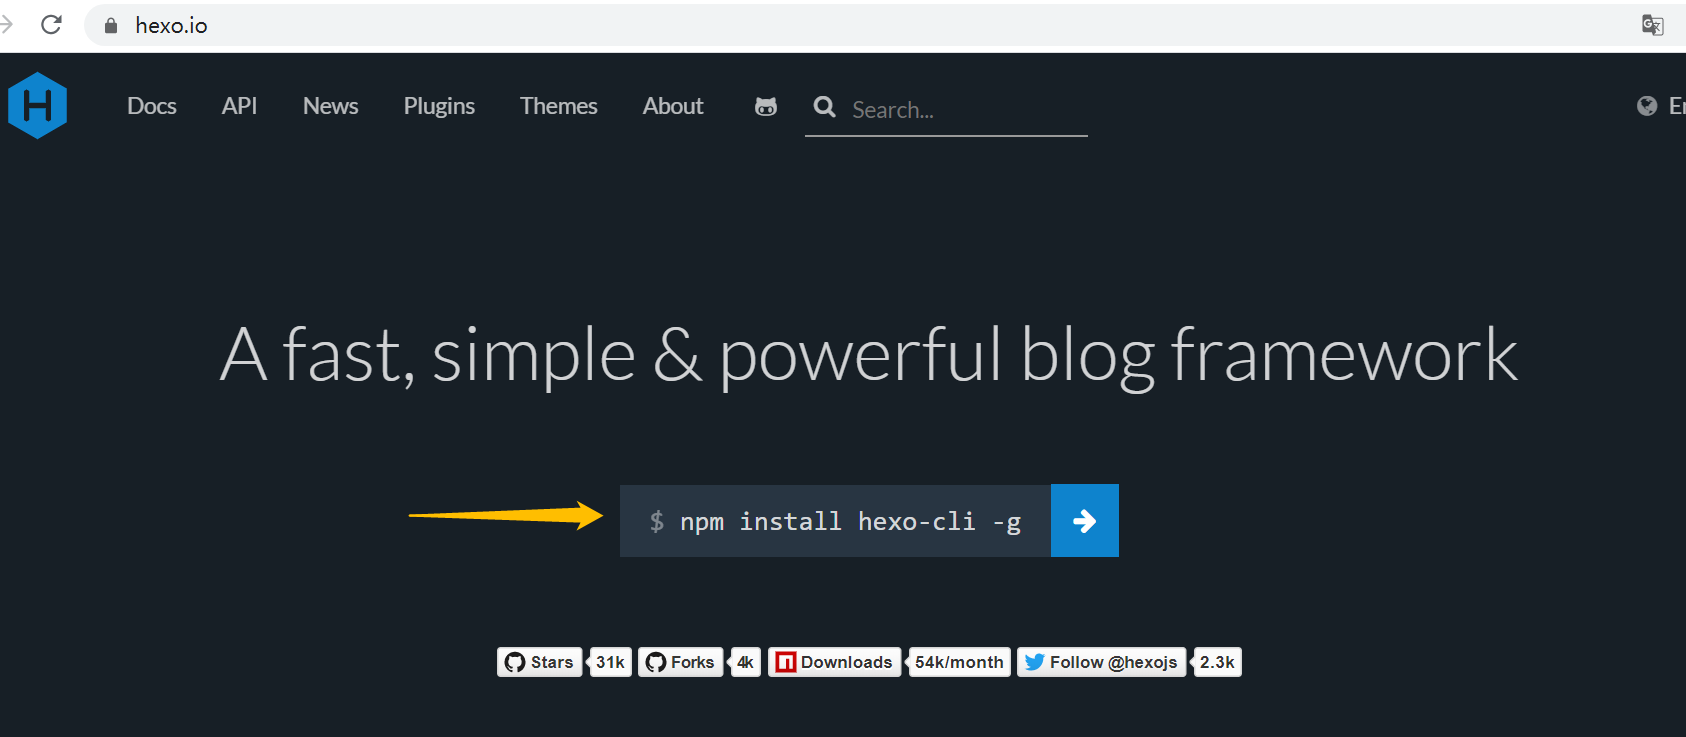 hexo.io
Docs API News Plugins Themes About Search...
A fast, simple & powerful blog framework
$ npm install hexo-cli -g
Stars 31k Forks 4k Downloads 54k/month Follow @hexojs 2.3k